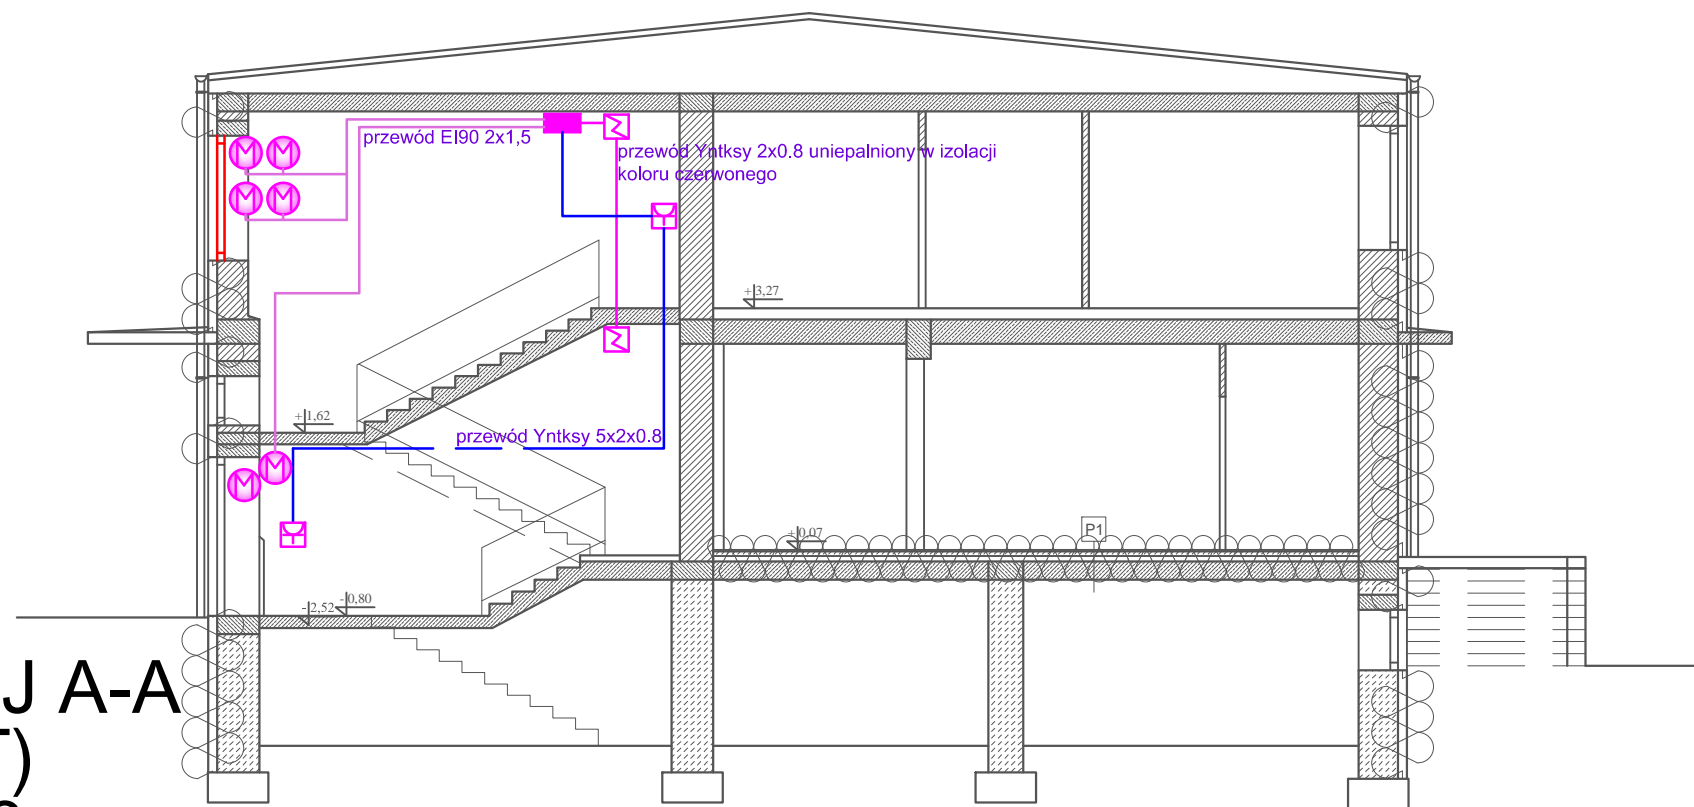 przewód EI90 2x1,5
przewód Yntksy 2x0.8 uniepalniony w izolacji
koloru czerwonego
M M
M M
+3,27
+1,62
przewód Yntksy 5x2x0.8
M
M
+0,07
P1
-0,80
-2,52
J A-A
)